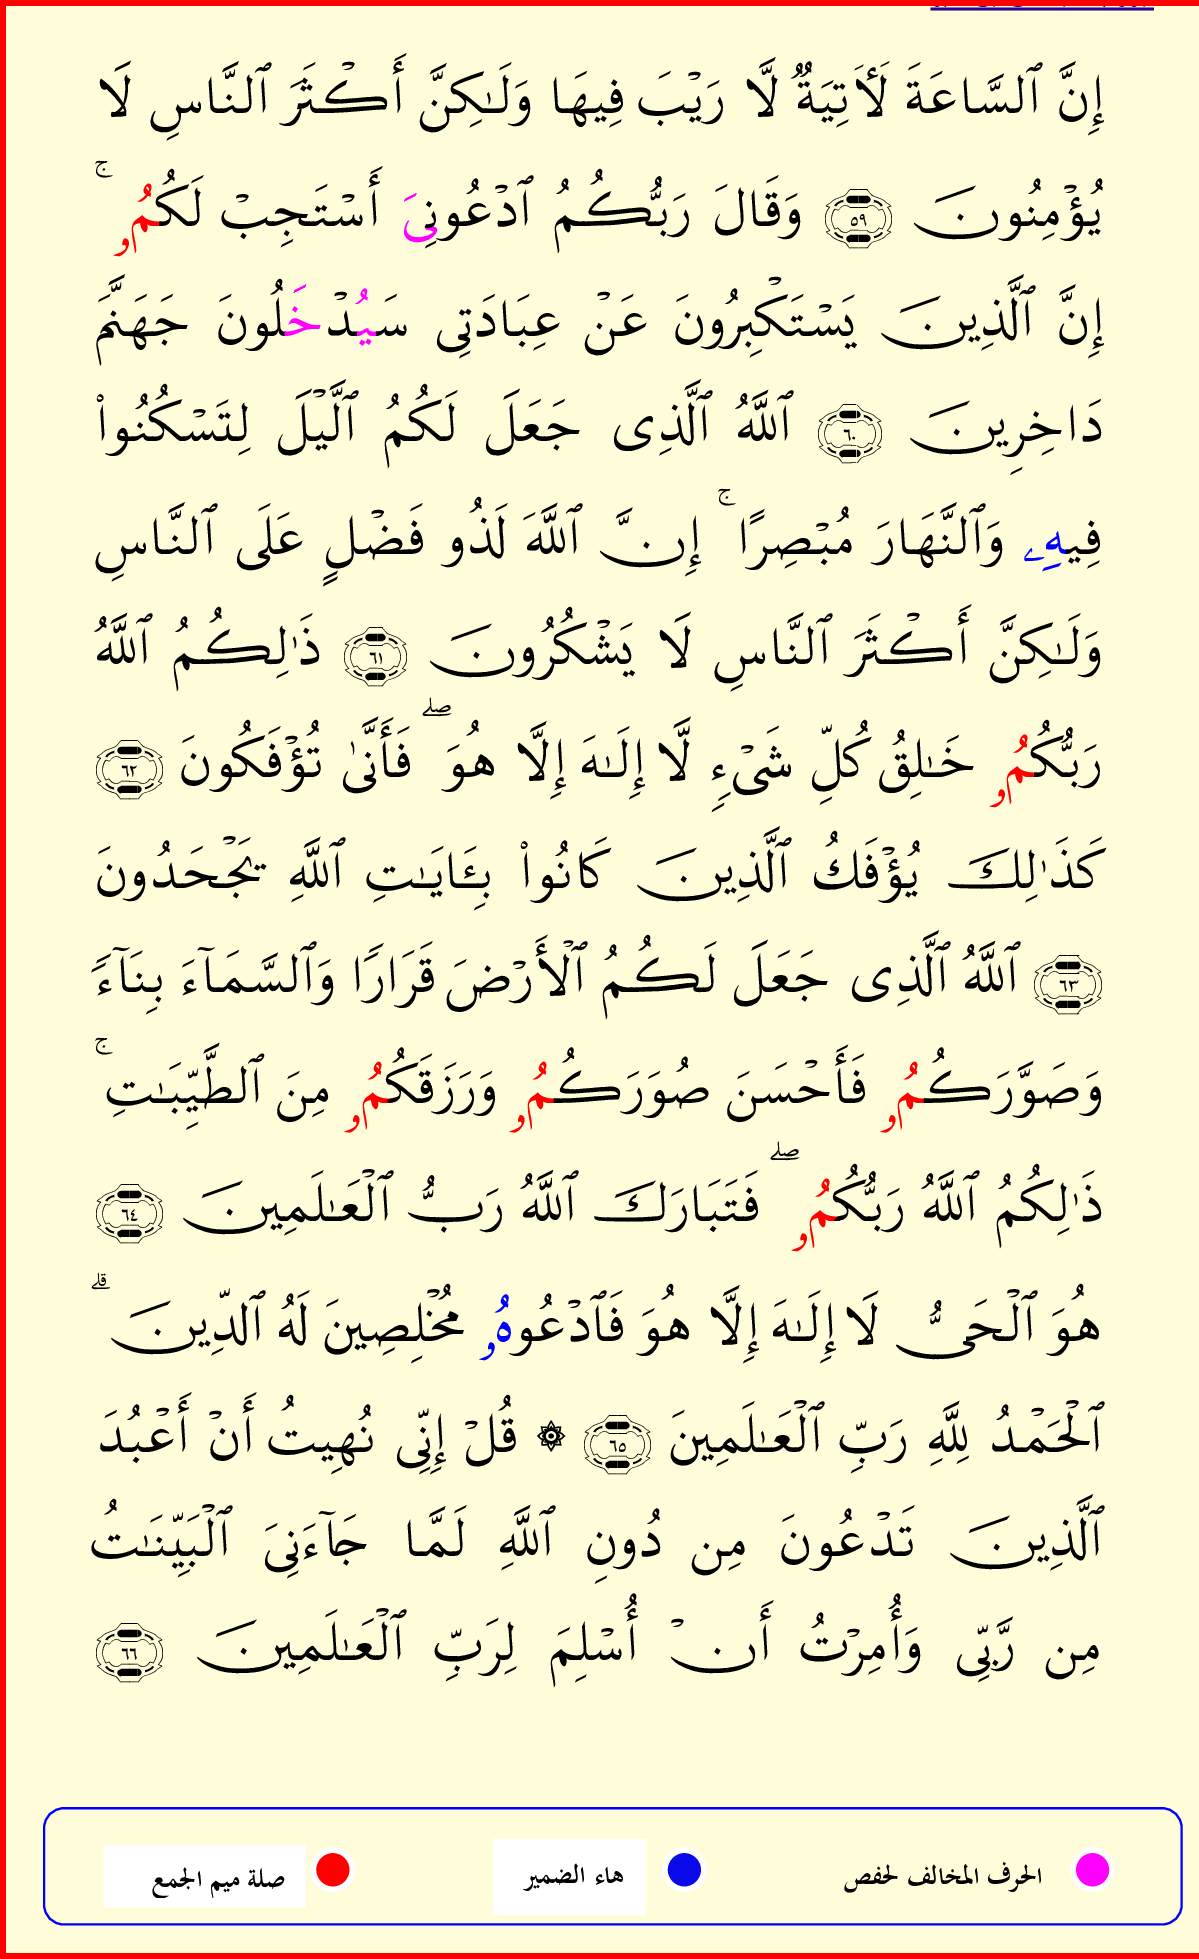 إِنَّ ٱلسَّاعَةَ لَأٓتِيَةٌ لَّا رَيْبَ فِيهَا وَلَـٰكِنَّ أَكْثَرَ ٱلنَّاسِ لَا
يُؤْمِنُونَ ٥٩ وَقَالَ رَبُّكُمُ ٱدْعُونِىَ أَسْتَجِبْ لَكُمُۥ ۚ
إِنَّ ٱلَّذِينَ يَسْتَكْبِرُونَ عَنْ عِبَادَتِى سَيُدْخَلُونَ جَهَنَّمَ
دَاخِرِينَ ٦٠ ٱللَّهُ ٱلَّذِى جَعَلَ لَكُمُ ٱلَّيْلَ لِتَسْكُنُوا۟
فِيهِۦ وَٱلنَّهَارَ مُبْصِرًا ۚ إِنَّ ٱللَّهَ لَذُو فَضْلٍ عَلَى ٱلنَّاسِ
وَلَـٰكِنَّ أَكْثَرَ ٱلنَّاسِ لَا يَشْكُرُونَ ٦١ ذَٰلِكُمُ ٱللَّهُ
رَبُّكُمُۥ خَـٰلِقُ كُلِّ شَىْءٍ لَّا إِلَـٰهَ إِلَّا هُوَ ۖ فَأَنَّىٰ تُؤْفَكُونَ ٦٢
كَذَٰلِكَ يُؤْفَكُ ٱلَّذِينَ كَانُوا۟ بِـَٔايَـٰتِ ٱللَّهِ يَجْحَدُونَ
٦٣ ٱللَّهُ ٱلَّذِى جَعَلَ لَكُمُ ٱلْأَرْضَ قَرَارًا وَٱلسَّمَآءَ بِنَآءً
وَصَوَّرَكُمُۥ فَأَحْسَنَ صُوَرَكُمُۥ وَرَزَقَكُمُۥ مِنَ ٱلطَّيِّبَـٰتِ ۚ
ذَٰلِكُمُ ٱللَّهُ رَبُّكُمُۥ ۖ فَتَبَارَكَ ٱللَّهُ رَبُّ ٱلْعَـٰلَمِينَ ٦٤
هُوَ ٱلْحَىُّ لَا إِلَـٰهَ إِلَّا هُوَ فَٱدْعُوهُۥ مُخْلِصِينَ لَهُ ٱلدِّينَ ۗ
ٱلْحَمْدُ لِلَّهِ رَبِّ ٱلْعَـٰلَمِينَ ٦٥ ۞ قُلْ إِنِّى نُهِيتُ أَنْ أَعْبُدَ
ٱلَّذِينَ تَدْعُونَ مِن دُونِ ٱللَّهِ لَمَّا جَآءَنِىَ ٱلْبَيِّنَـٰتُ
مِن رَّبِّى وَأُمِرْتُ أَنْ أُسْلِمَ لِرَبِّ ٱلْعَـٰلَمِينَ ٦٦
الحرف المخالف لحفص هاء الضمير صلة ميم الجمع